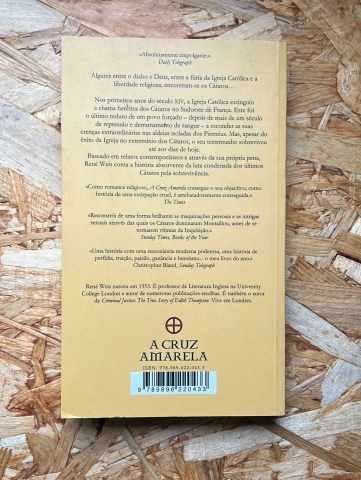 «Absolutamente empolgante.»
Daily Telegraph
Algures entre o diabo e Deus, entre a fúria da Igreja Católica e a
liberdade religiosa, encontram-se os Cátaros…
Nos primeiros anos do século XIV, a Igreja Católica extinguiu
a chama herética dos Cátaros no Sudoeste de França. Este foi
o último reduto de um povo forçado – depois de mais de um século
de repressão e derramamento de sangue – a esconder as suas
crenças extraordinárias nas aldeias isoladas dos Pirenéus. Mas, apesar do
êxito da Igreja no extermínio dos Cátaros, o seu testemunho sobreviveu
até aos dias de hoje.
Baseado em relatos contemporâneos e através da sua própria pena,
René Weis conta a história absorvente da luta condenada dos últimos
Cátaros pela sobrevivência.
«Como romance religioso, A Cruz Amarela consegue o seu objectivo; como
história de uma extirpação cruel, é arrebatadoramente conseguida.»
The Times
«Reconstrói de uma forma brilhante as maquinações pessoais e as intrigas
sexuais através das quais os Cátaros dominaram Montaillou, antes de se
tornarem vítimas da Inquisição.»
Sunday Times, Books of the Year
«Uma história com uma ressonância moderna poderosa, uma história de
perfídia, traição, paixão, ganância e heroísmo... o meu livro do ano»
Christopher Wand, Sunday Telegraph
René Weis nasceu em 1953. É professor de Literatura Inglesa na University
College London e autor de numerosas publicações eruditas. É também o autor
de Criminal Justice: The True Story of Edith Thompson. Vive em Londres.
A CRUZ
AMARELA
ISBN: 978-989-622-043-3
9 789896 220433